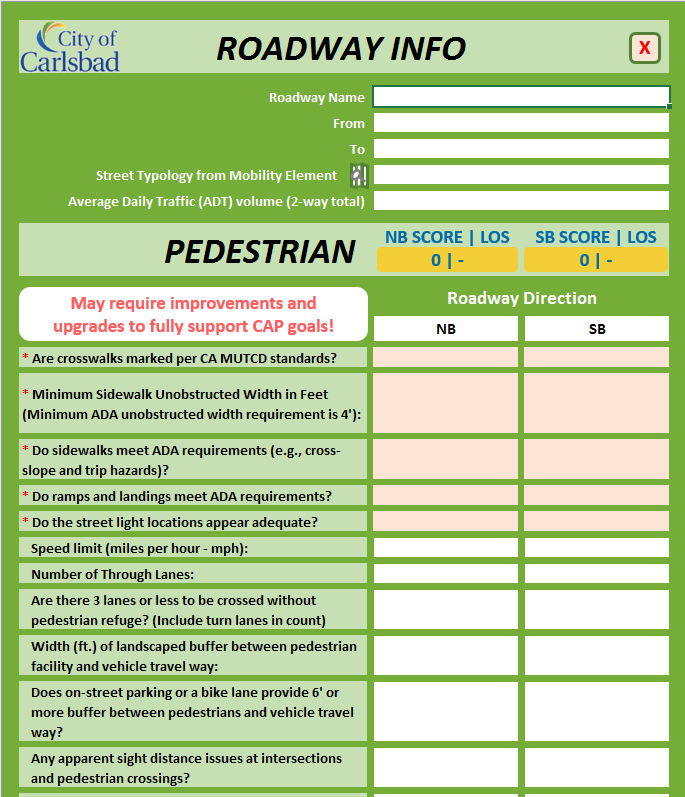 City of
Carlsbad
ROADWAY INFO
X
Roadway Name
From
To
Street Typology from Mobility Element
Average Daily Traffic (ADT) volume (2-way total)
PEDESTRIAN
NB SCORE | LOS
SB SCORE | LOS
0 | -
0 | -
May require improvements and
upgrades to fully support CAP goals!
Roadway Direction
NB
SB
* Are crosswalks marked per CA MUTCD standards?
* Minimum Sidewalk Unobstructed Width in Feet
(Minimum ADA unobstructed width requirement is 4'):
* Do sidewalks meet ADA requirements (e.g., cross-
slope and trip hazards)?
* Do ramps and landings meet ADA requirements?
* Do the street light locations appear adequate?
Speed limit (miles per hour - mph):
Number of Through Lanes:
Are there 3 lanes or less to be crossed without
pedestrian refuge? (Include turn lanes in count)
Width (ft.) of landscaped buffer between pedestrian
facility and vehicle travel way:
Does on-street parking or a bike lane provide 6' or
more buffer between pedestrians and vehicle travel
way?
Any apparent sight distance issues at intersections
and pedestrian crossings?